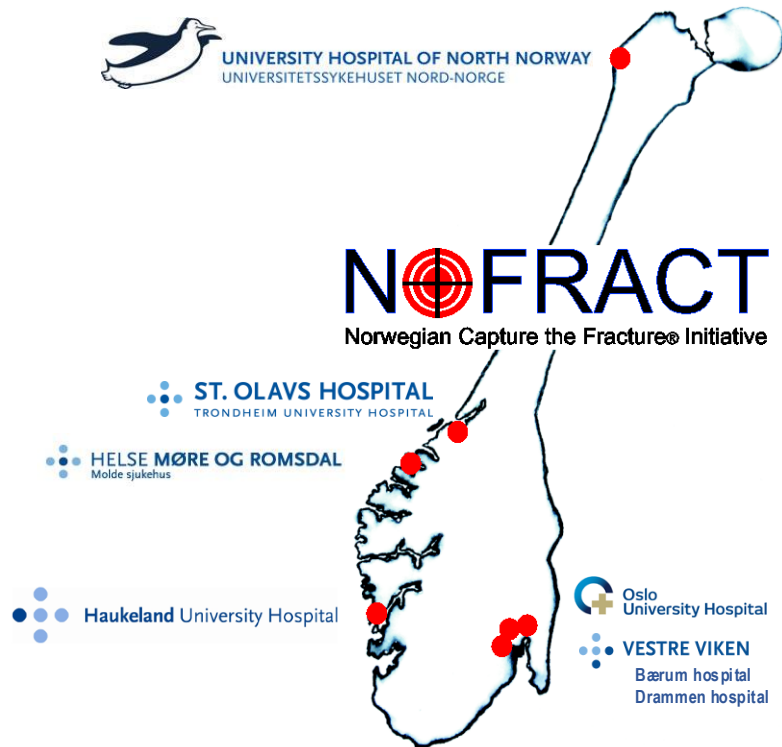 UNIVERSITY HOSPITAL OF NORTH NORWAY
UNIVERSITETSSYKEHUSET NORD-NORGE
NOFRACT
Norwegian Capture the Fracture® Initiative
ST. OLAVS HOSPITAL
TRONDHEIM UNIVERSITY HOSPITAL
HELSE MØRE OG ROMSDAL
Molde sjukehus
Haukeland University Hospital
Oslo
University Hospital
VESTRE VIKEN
Bærum hospital
Drammen hospital